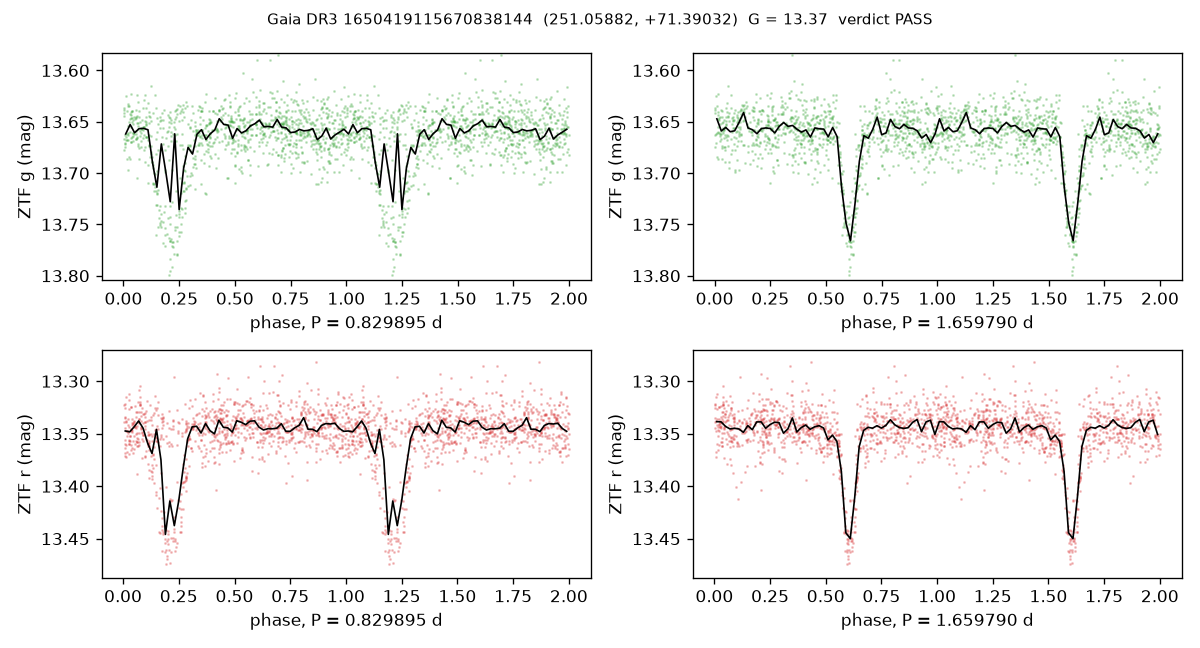 Gaia DR3 1650419115670838144  (251.05882, +71.39032)  G = 13.37  verdict PASS
ZTF g (mag)
13.60
13.65
13.70
13.75
13.80
0.00 0.25 0.50 0.75 1.00 1.25 1.50 1.75 2.00
phase, P = 0.829895 d
ZTF g (mag)
13.60
13.65
13.70
13.75
13.80
0.00 0.25 0.50 0.75 1.00 1.25 1.50 1.75 2.00
phase, P = 1.659790 d
ZTF r (mag)
13.30
13.35
13.40
13.45
0.00 0.25 0.50 0.75 1.00 1.25 1.50 1.75 2.00
phase, P = 0.829895 d
ZTF r (mag)
13.30
13.35
13.40
13.45
0.00 0.25 0.50 0.75 1.00 1.25 1.50 1.75 2.00
phase, P = 1.659790 d